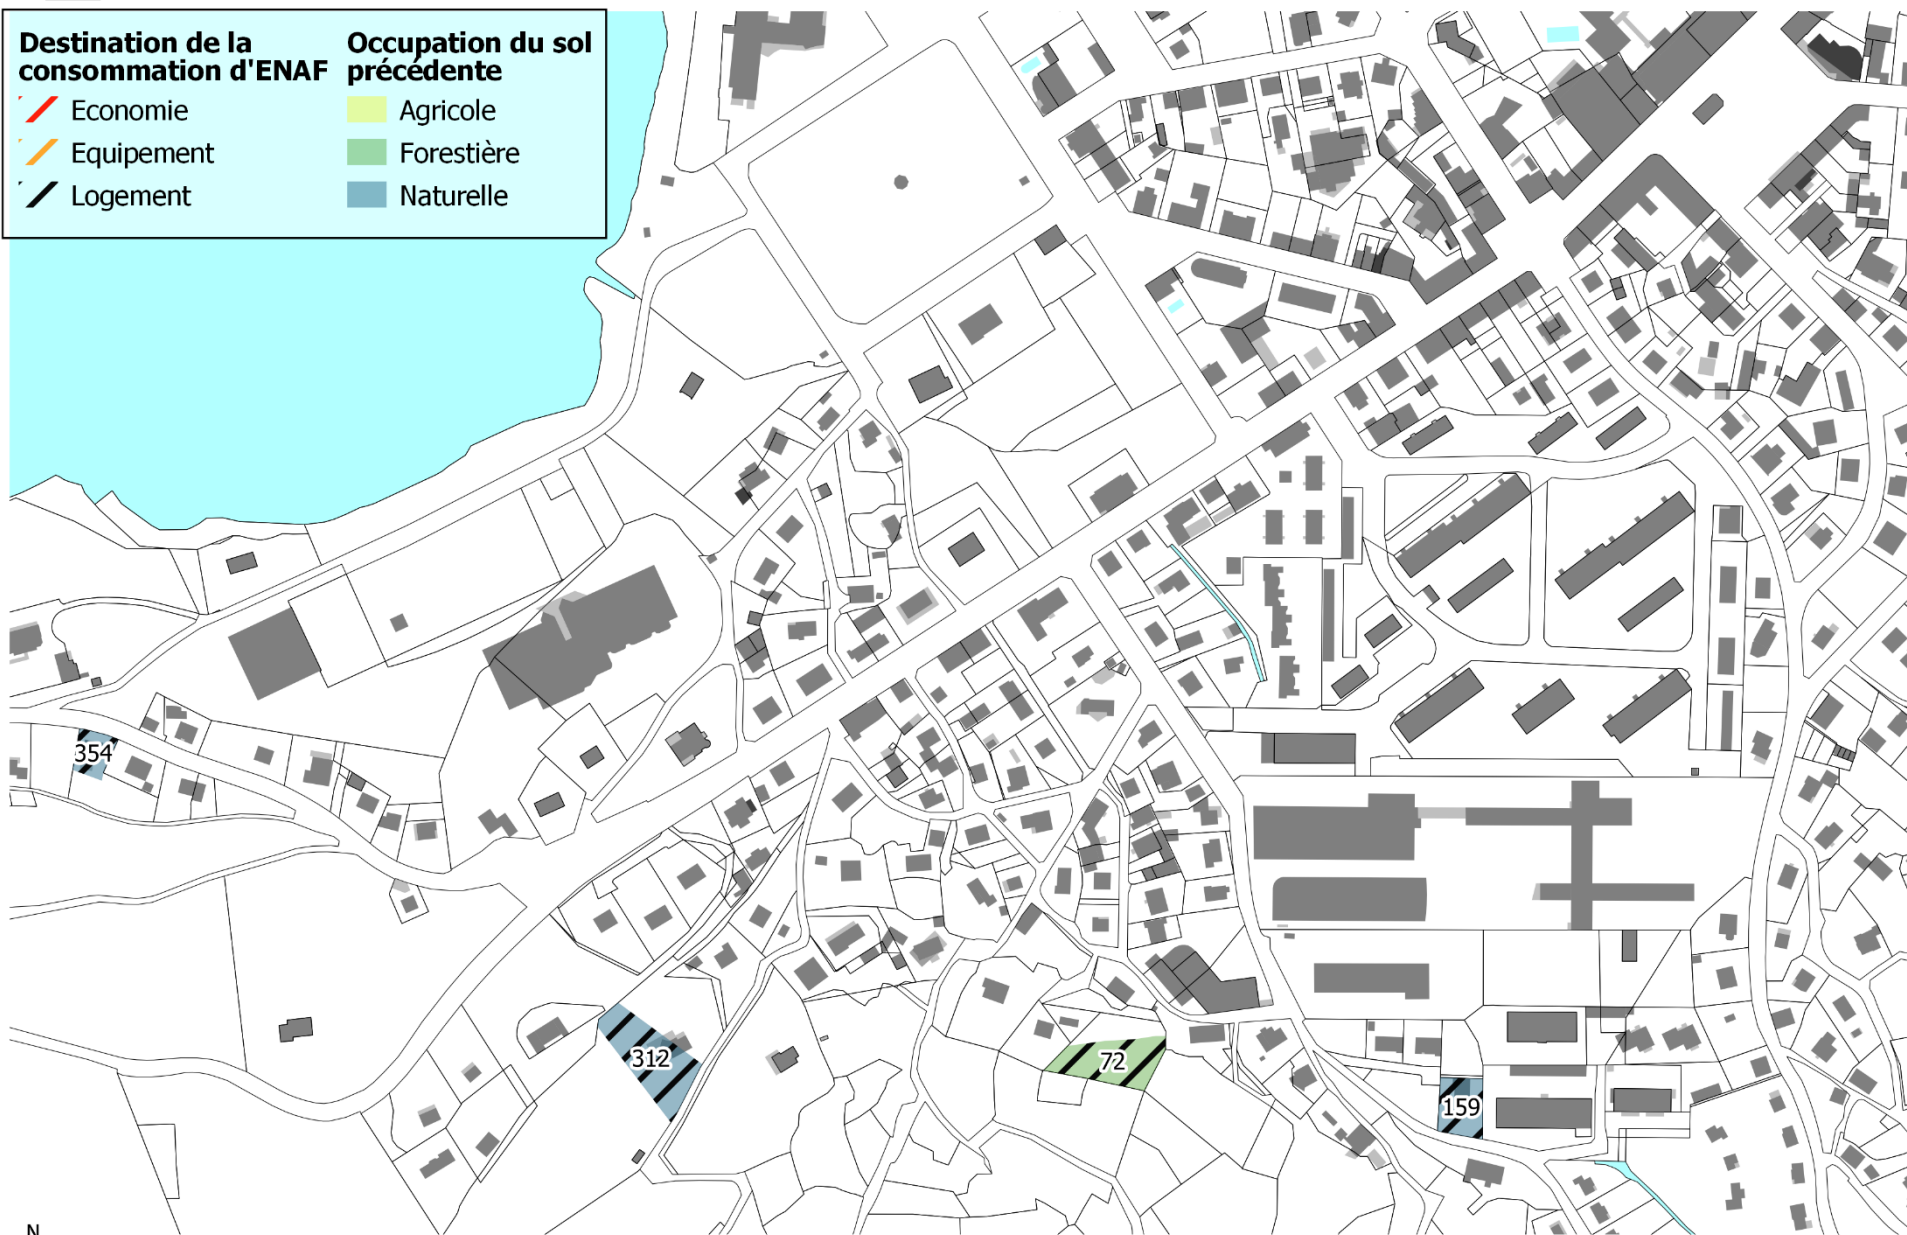 Destination de la
consommation d'ENAF
Economie
Equipement
Logement
Occupation du sol
précédente
Agricole
Forestière
Naturelle
354
312
72
159
N